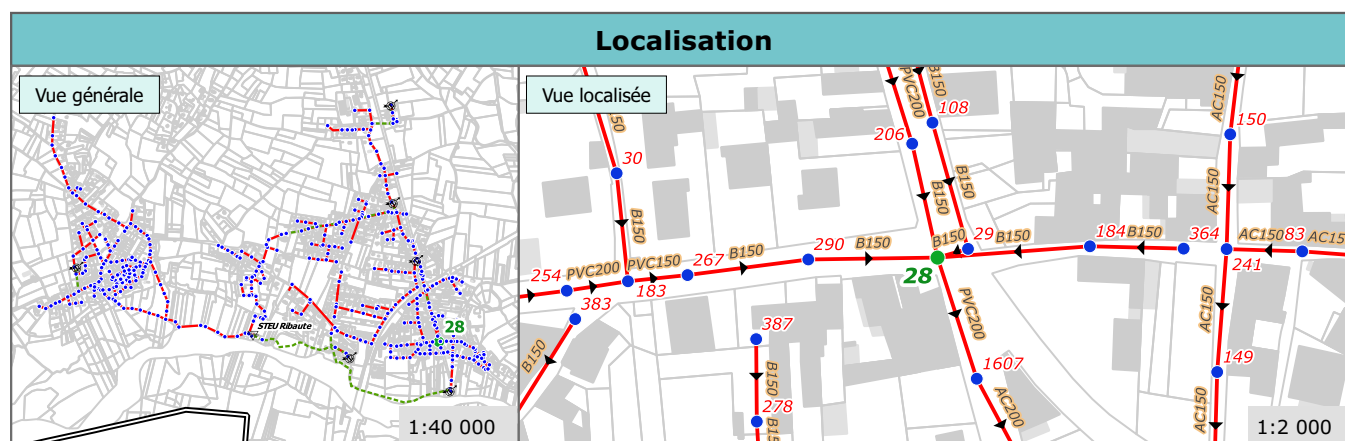 Localisation
Vue générale
STEU Ribaute
28
1:40 000
Vue localisée
30
B150
254
PVC200
383
B150
183
PVC150
267
B150
290
B150
387
B150
278
206
PVC200
B150
108
B150
B150
B150
29
28
B150
184
B150
364
241
AC150
83
150
AC150
AC150
AC150
149
AC150
PVC200
1607
AC200
1:2 000